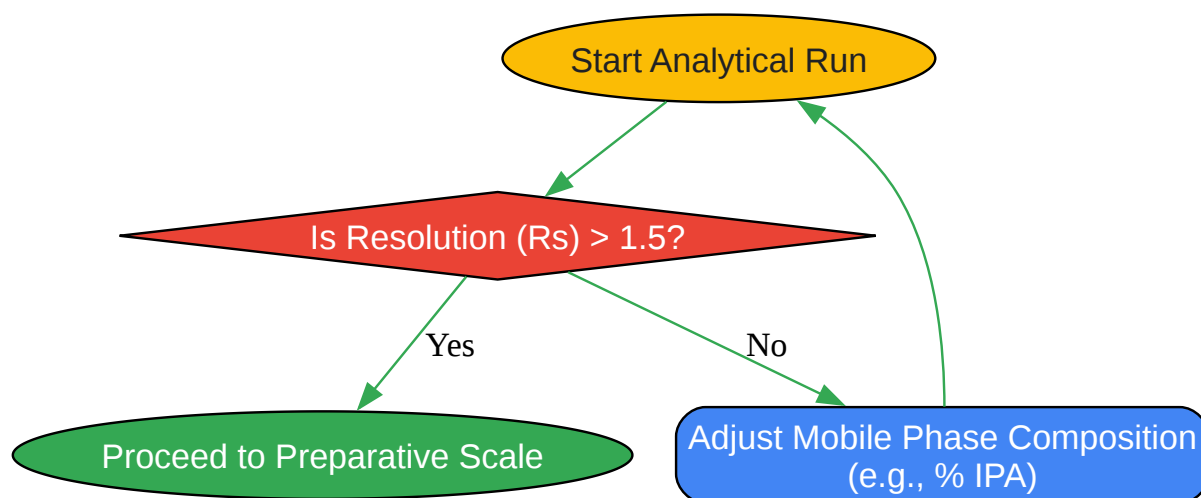 Start Analytical Run
Is Resolution (Rs) > 1.5?
Yes
No
Proceed to Preparative Scale
Adjust Mobile Phase Composition
(e.g., % IPA)